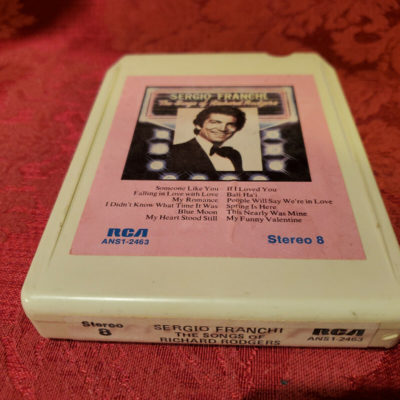 SERGIO FRANCHI
The Songs of Richard Rodgers
Someone Like You
Falling in Love with Love
My Romance
I Didn't Know What Time It Was
Blue Moon
My Heart Stood Still
If I Loved You
Bali Ha'i
People Will Say We're in Love
Spring Is Here
This Nearly Was Mine
My Funny Valentine
RCA
ANS1-2463
Stereo 8
Stereo
8
SERGIO FRANCHI
THE SONGS OF
RICHARD RODGERS
RCA
ANS1-2463